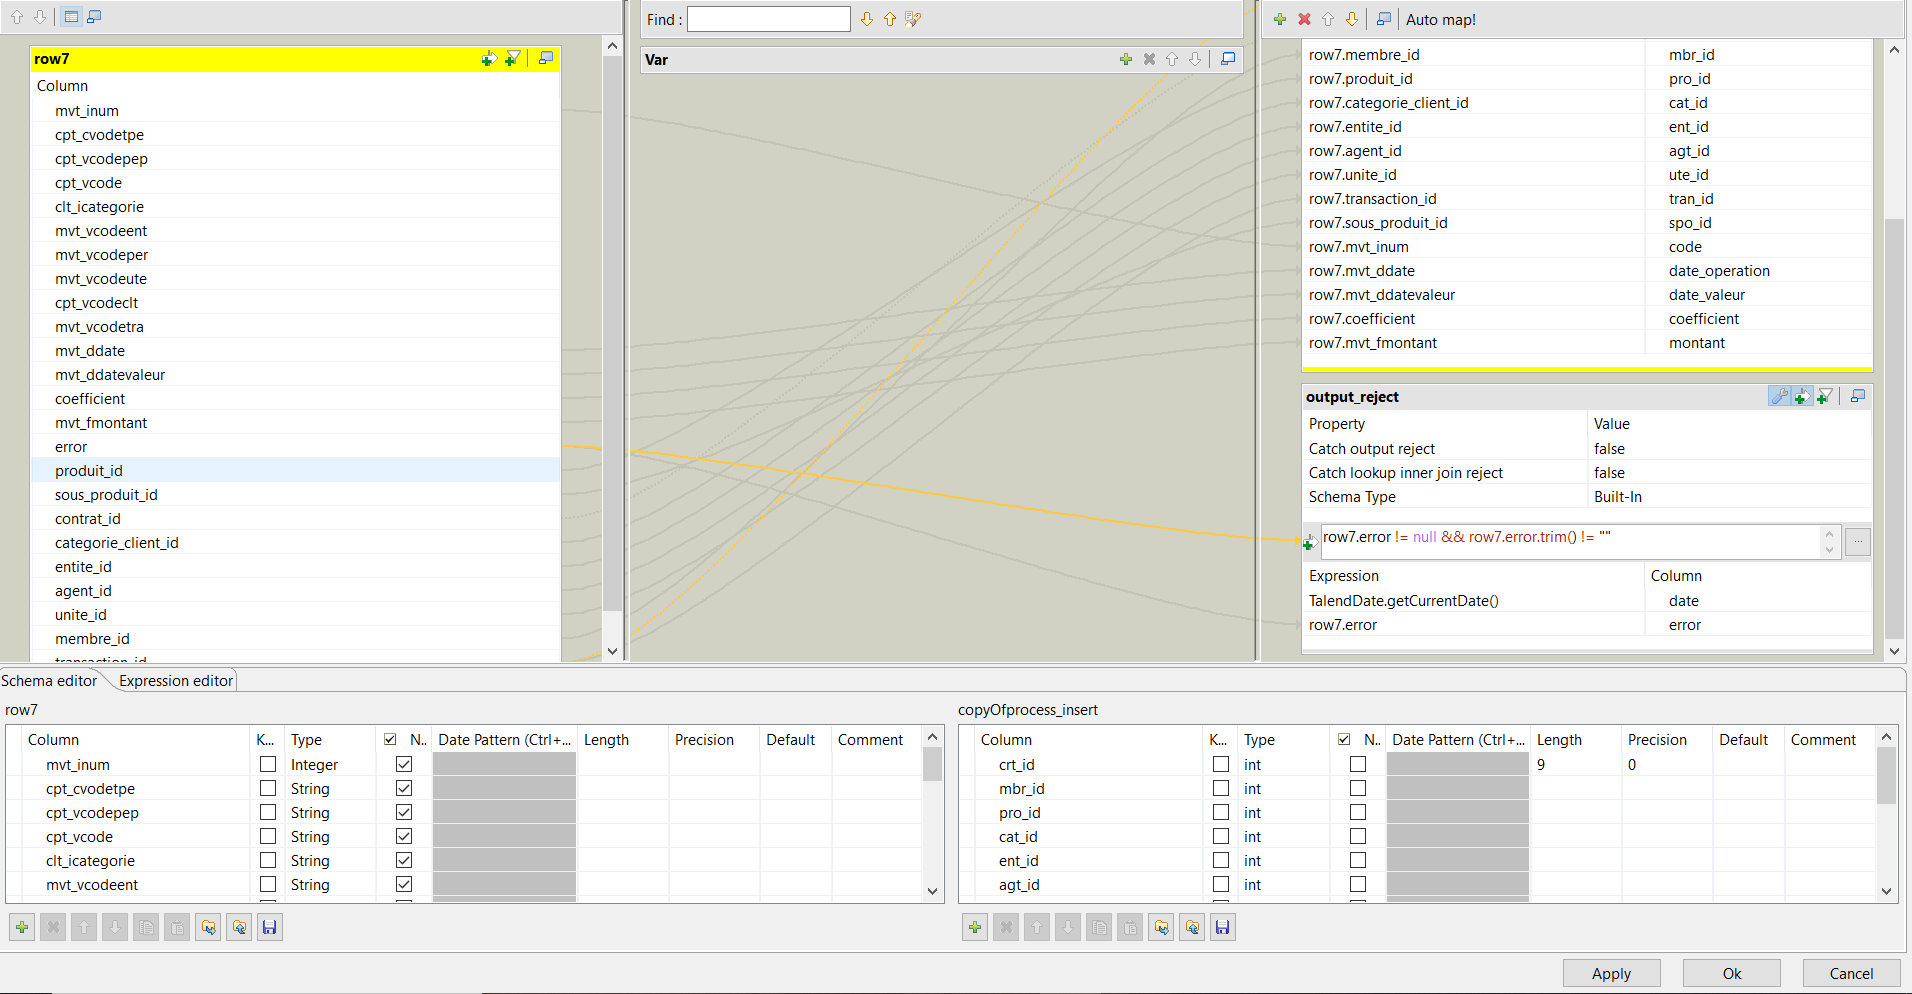 row7
Column
mvt_inum
cpt_cvodetpe
cpt_vcodepep
cpt_vcode
clt_icategorie
mvt_vcodeent
mvt_vcodeper
mvt_vcodeute
cpt_vcodeclt
mvt_vcodetra
mvt_ddate
mvt_ddatevaleur
coefficient
mvt_fmontant
error
produit_id
sous_produit_id
contrat_id
categorie_client_id
entite_id
agent_id
unite_id
membre_id
transaction_id
Find :
Var
Auto map!
row7.membre_id mbr_id
row7.produit_id pro_id
row7.categorie_client_id cat_id
row7.entite_id ent_id
row7.agent_id agt_id
row7.unite_id ute_id
row7.transaction_id tran_id
row7.sous_produit_id spo_id
row7.mvt_inum code
row7.mvt_ddate date_operation
row7.mvt_ddatevaleur date_valeur
row7.coefficient coefficient
row7.mvt_fmontant montant
output_reject
Property Value
Catch output reject false
Catch lookup inner join reject false
Schema Type Built-In
row7.error != null && row7.error.trim() != "" ...
Expression Column
TalendDate.getCurrentDate() date
row7.error error
Schema editor Expression editor
row7
Column K... Type N.. Date Pattern (Ctrl+... Length Precision Default Comment
mvt_inum Integer
cpt_cvodetpe String
cpt_vcodepep String
cpt_vcode String
clt_icategorie String
mvt_vcodeent String
copyOfprocess_insert
Column K... Type N.. Date Pattern (Ctrl+... Length Precision Default Comment
crt_id int 9 0
mbr_id int
pro_id int
cat_id int
ent_id int
agt_id int
Apply Ok Cancel